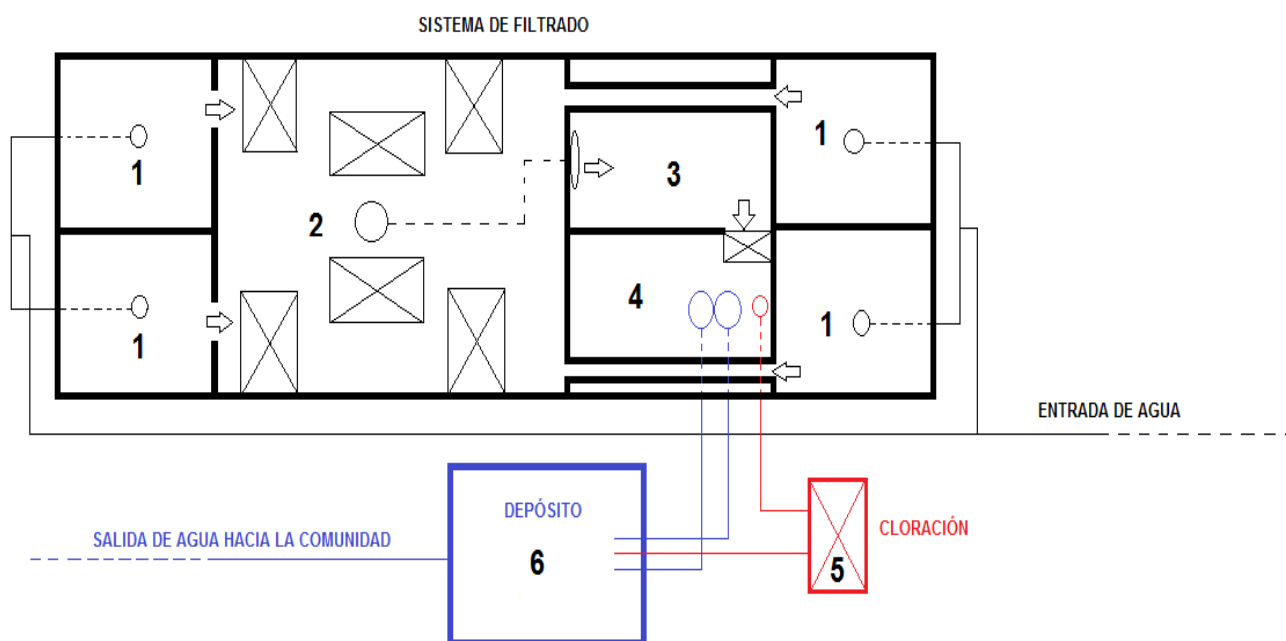 SISTEMA DE FILTRADO
1
1
2
3
1
1
4
1
ENTRADA DE AGUA
DEPÓSITO
SALIDA DE AGUA HACIA LA COMUNIDAD
CLORACIÓN
6
5